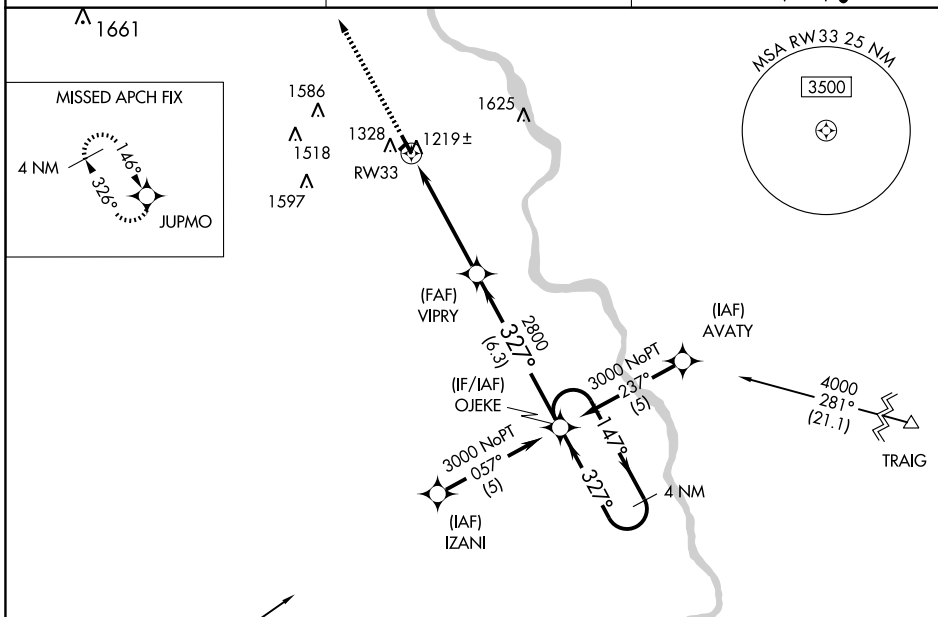 1661
MISSED APCH FIX
4 NM
146°
326°
JUPMO
1586
1518
1597
1328
1219±
RW33
1625
MSA RW33 25 NM
3500
(FAF)
VIPRY
2800
327°
(6.3)
(IF/IAF)
OJEKE
(IAF)
AVATY
3000 NoPT
237°
(5)
4000
281°
(21.1)
TRAIG
3000 NoPT
057°
(5)
147°
327°
4 NM
(IAF)
IZANI